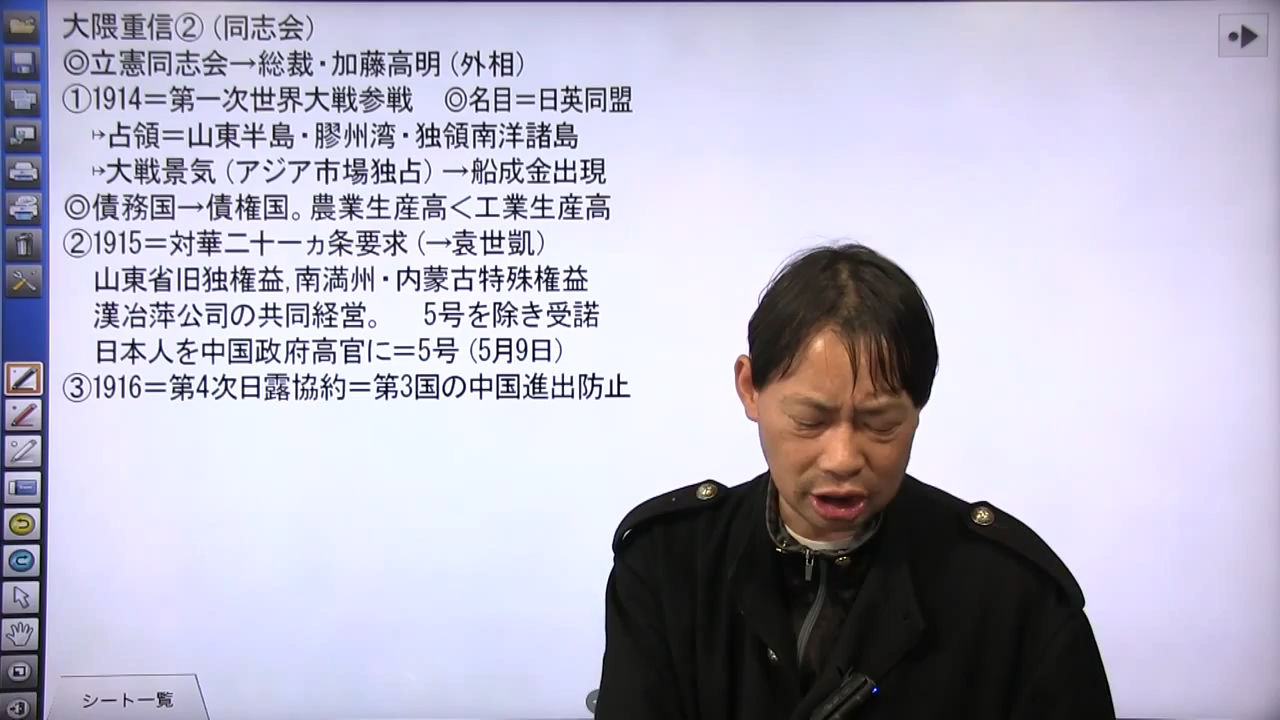 大隈重信②（同志会）
◎立憲同志会→総裁・加藤高明（外相）
①1914＝第一次世界大戦参戦　◎名目＝日英同盟
↦占領＝山東半島・膠州湾・独領南洋諸島
↦大戦景気（アジア市場独占）→船成金出現
◎債務国→債権国。農業生産高＜工業生産高
②1915＝対華二十一ヵ条要求（→袁世凱）
山東省旧独権益,南満州・内蒙古特殊権益
漢冶萍公司の共同経営。　5号を除き受諾
日本人を中国政府高官に＝5号（5月9日）
③1916＝第4次日露協約＝第3国の中国進出防止
シート一覧